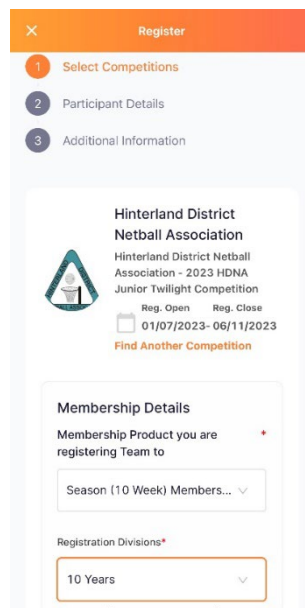 Register
1 Select Competitions
2 Participant Details
3 Additional Information
Hinterland District
Netball Association
Hinterland District Netball
Association - 2023 HDNA
Junior Twilight Competition
Reg. Open Reg. Close
01/07/2023- 06/11/2023
Find Another Competition
Membership Details
Membership Product you are *
registering Team to
Season (10 Week) Members...
Registration Divisions*
10 Years